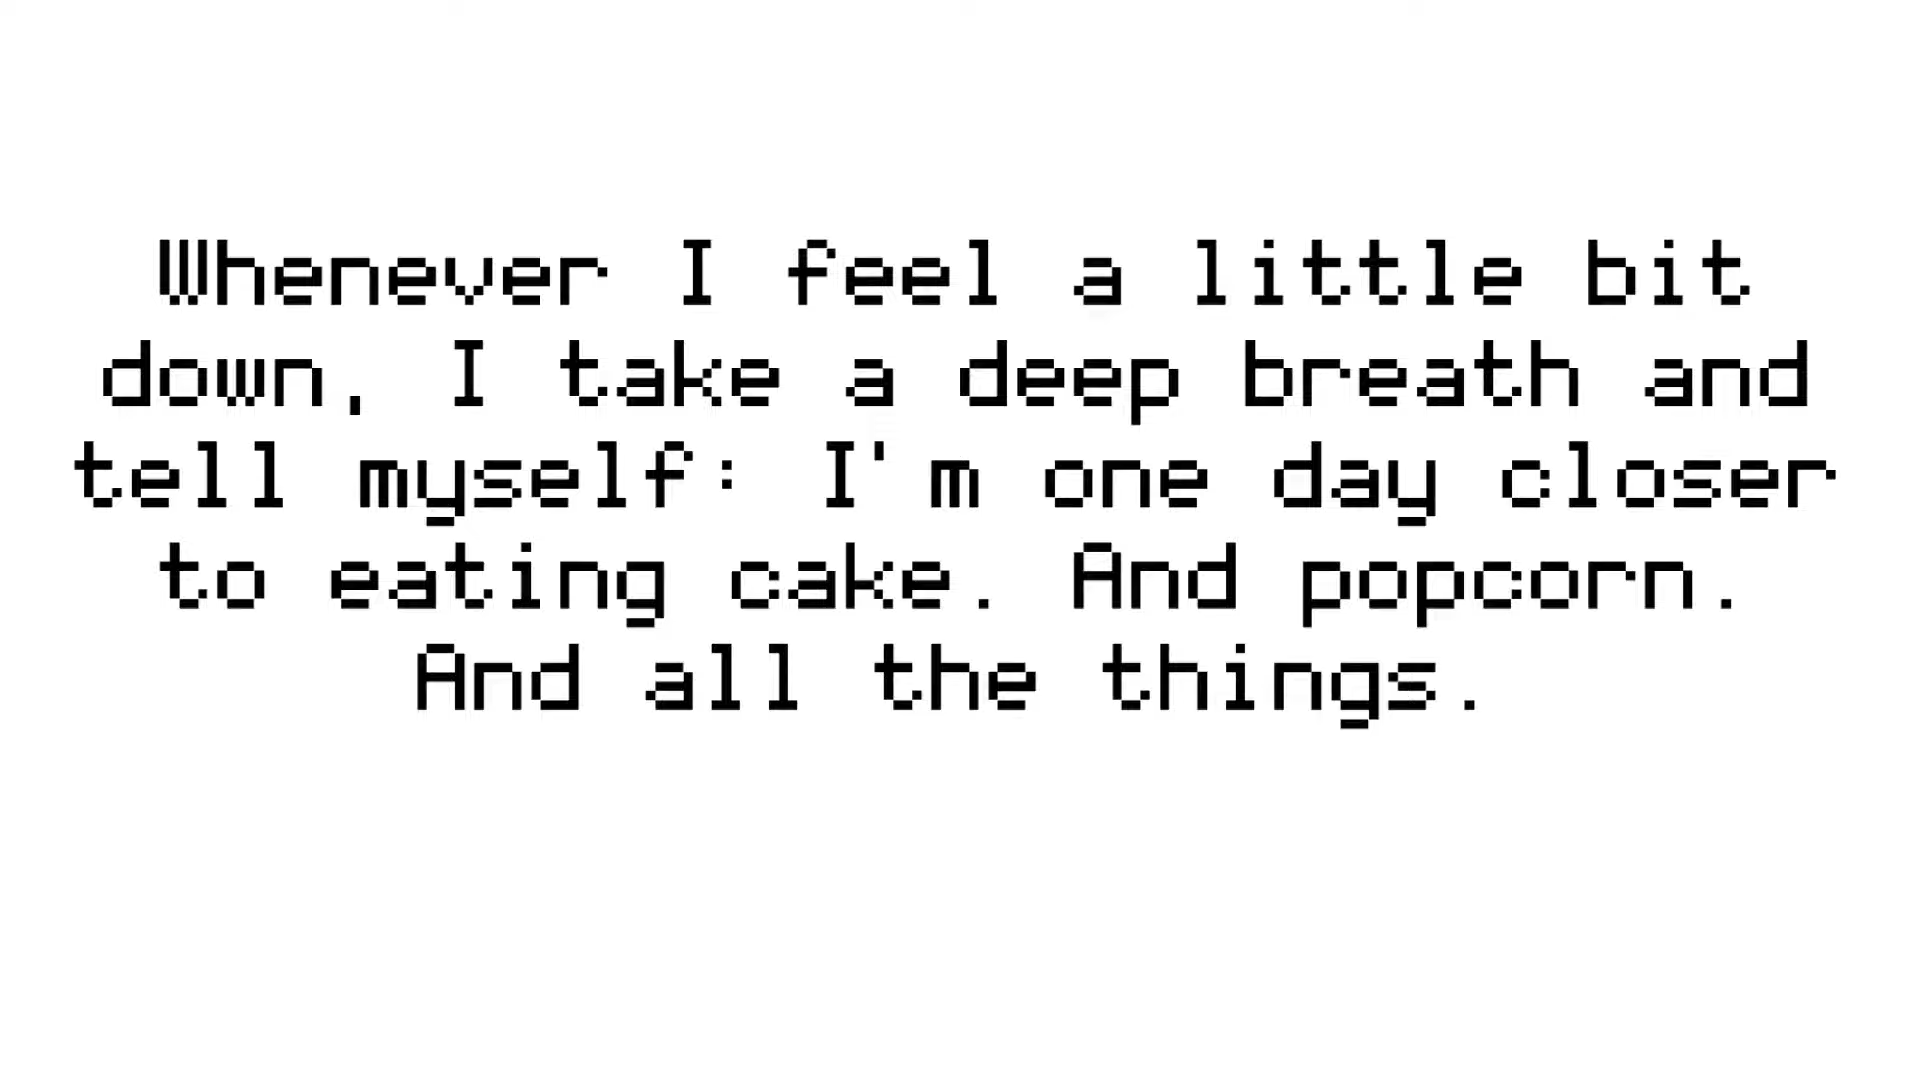 Whenever I feel a little bit
down, I take a deep breath and
tell myself: I'm one day closer
to eating cake. And popcorn.
And all the things.